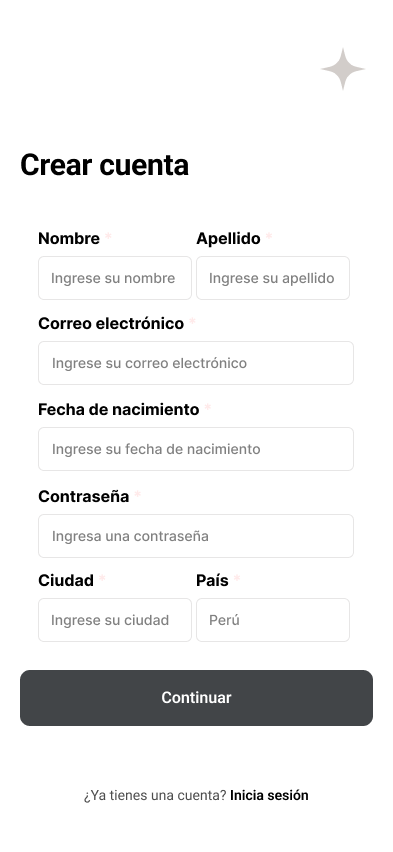 Crear cuenta
Nombre * Apellido *
Ingrese su nombre Ingrese su apellido
Correo electrónico *
Ingrese su correo electrónico
Fecha de nacimiento *
Ingrese su fecha de nacimiento
Contraseña *
Ingresa una contraseña
Ciudad * País *
Ingrese su ciudad Perú
Continuar
¿Ya tienes una cuenta? Inicia sesión